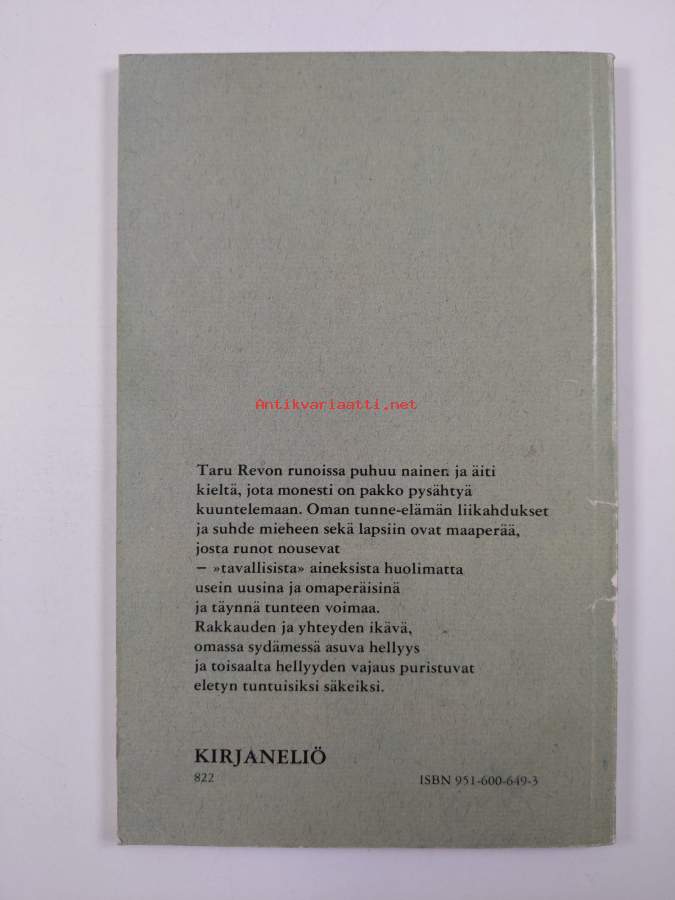 Antikvariaatti.net
Taru Revon runoissa puhuu nainen ja äiti
kieltä, jota monesti on pakko pysähtyä
kuuntelemaan. Oman tunne-elämän liikahdukset
ja suhde mieheen sekä lapsiin ovat maaperää,
josta runot nousevat
– »tavallisista» aineksista huolimatta
usein uusina ja omaperäisinä
ja täynnä tunteen voimaa.
Rakkauden ja yhteyden ikävä,
omassa sydämessä asuva hellyys
ja toisaalta hellyyden vajaus puristuvat
eletyn tuntuisiksi säkeiksi.
KIRJANELIÖ
822 ISBN 951-600-649-3